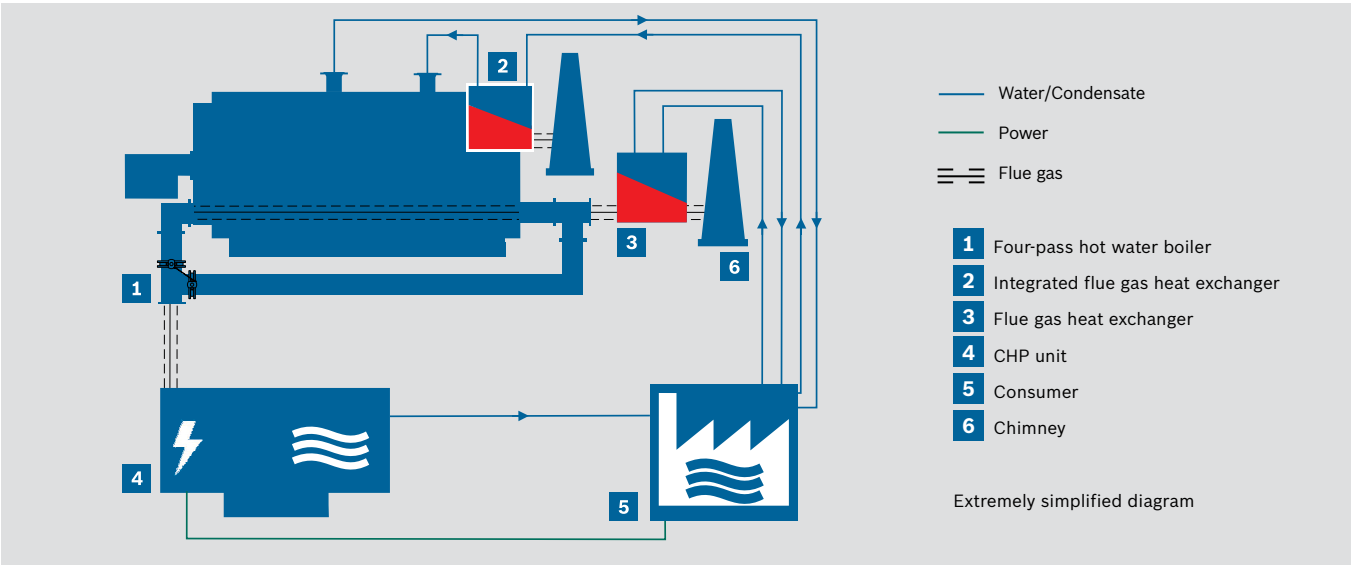 2
3
6
1
4
5
Water/Condensate
Power
Flue gas
1 Four-pass hot water boiler
2 Integrated flue gas heat exchanger
3 Flue gas heat exchanger
4 CHP unit
5 Consumer
6 Chimney
Extremely simplified diagram